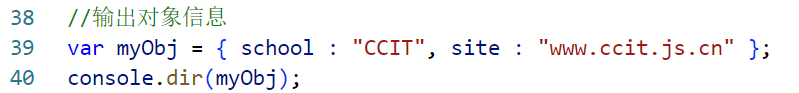 38 //输出对象信息
39 var myObj = { school : "CCIT", site : "www.ccit.js.cn" };
40 console.dir(myObj);